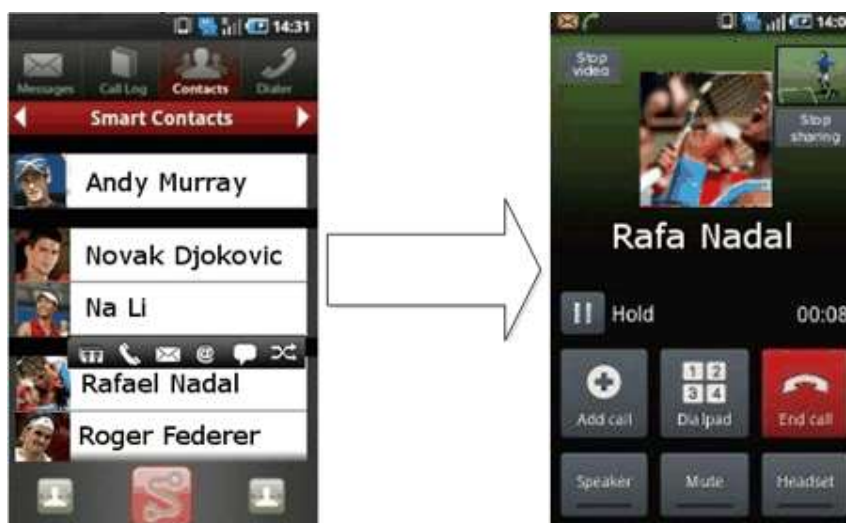 14:31
Messages Call Log Contacts Dialer
Smart Contacts
Andy Murray
Novak Djokovic
Na Li
@
Rafael Nadal
Roger Federer
S
14:0
Stop
video
Stop
sharing
Rafa Nadal
Hold 00:08
1 2
3 4
Add call Dialpad End call
Speaker Mute Headset